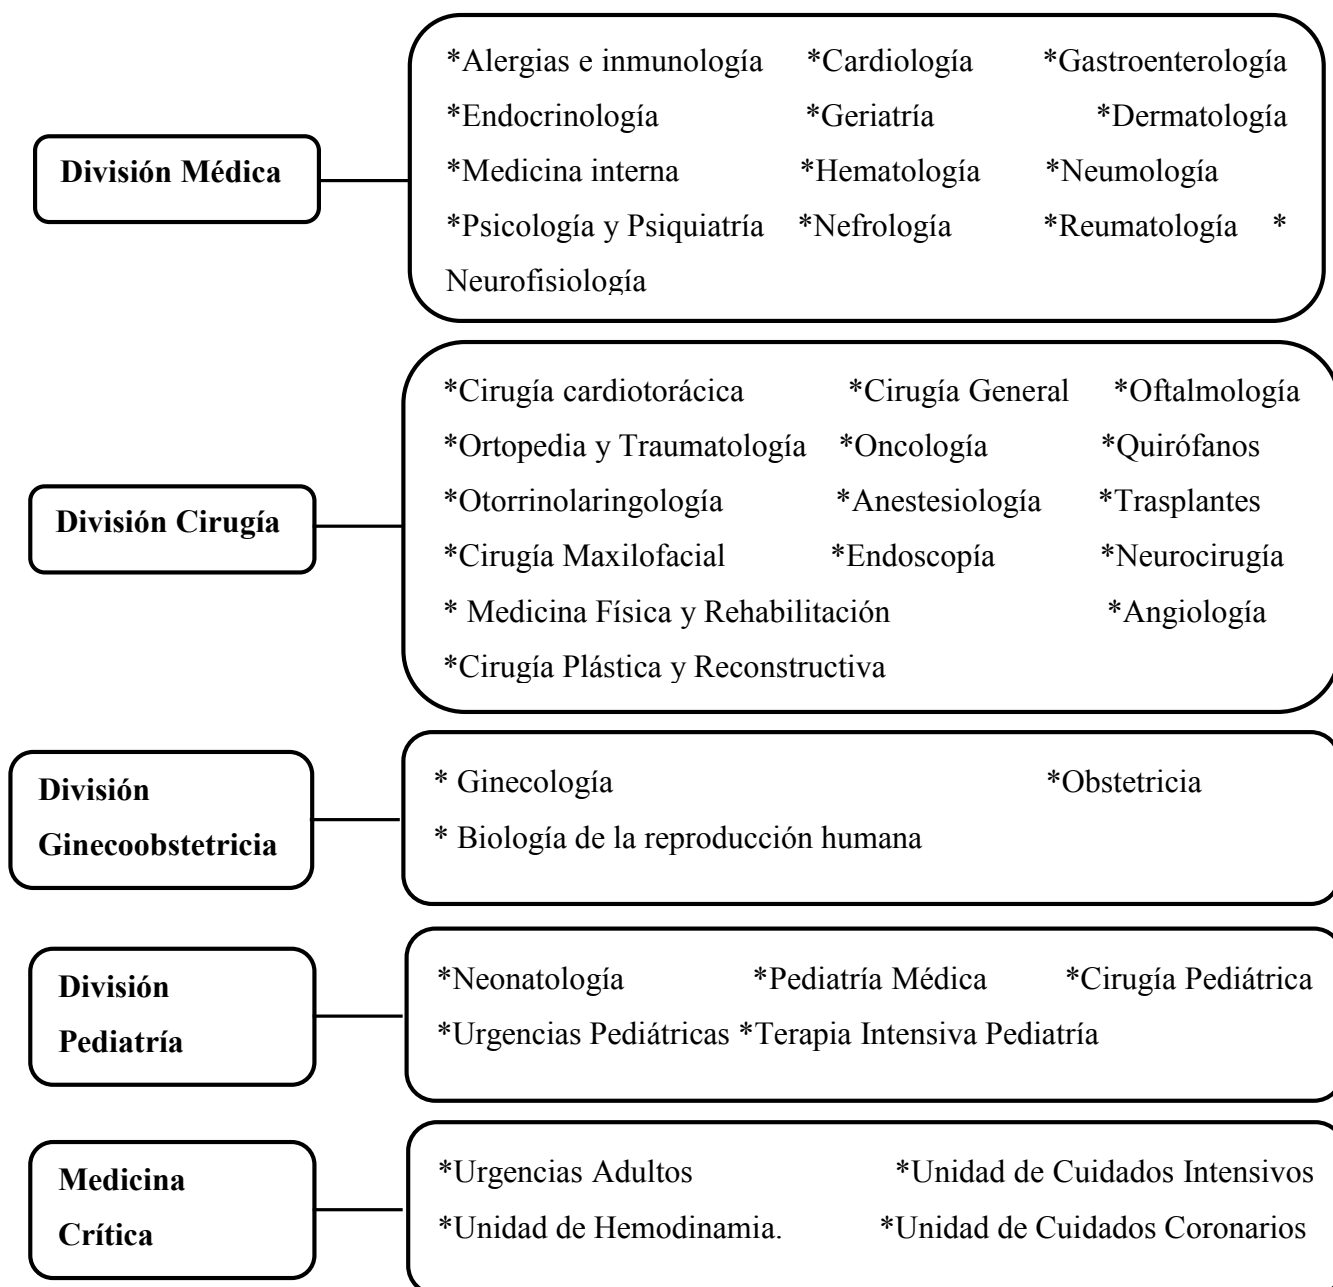 División Médica
*Alergias e inmunología *Cardiología *Gastroenterología
*Endocrinología *Geriatría *Dermatología
*Medicina interna *Hematología *Neumología
*Psicología y Psiquiatría *Nefrología *Reumatología *
Neurofisiología
División Cirugía
*Cirugía cardiotorácica *Cirugía General *Oftalmología
*Ortopedia y Traumatología *Oncología *Quirófanos
*Otorrinolaringología *Anestesiología *Trasplantes
*Cirugía Maxilofacial *Endoscopía *Neurocirugía
* Medicina Física y Rehabilitación *Angiología
*Cirugía Plástica y Reconstructiva
División
Ginecoobstetricia
* Ginecología *Obstetricia
* Biología de la reproducción humana
División
Pediatría
*Neonatología *Pediatría Médica *Cirugía Pediátrica
*Urgencias Pediátricas *Terapia Intensiva Pediatría
Medicina
Crítica
*Urgencias Adultos *Unidad de Cuidados Intensivos
*Unidad de Hemodinamia. *Unidad de Cuidados Coronarios